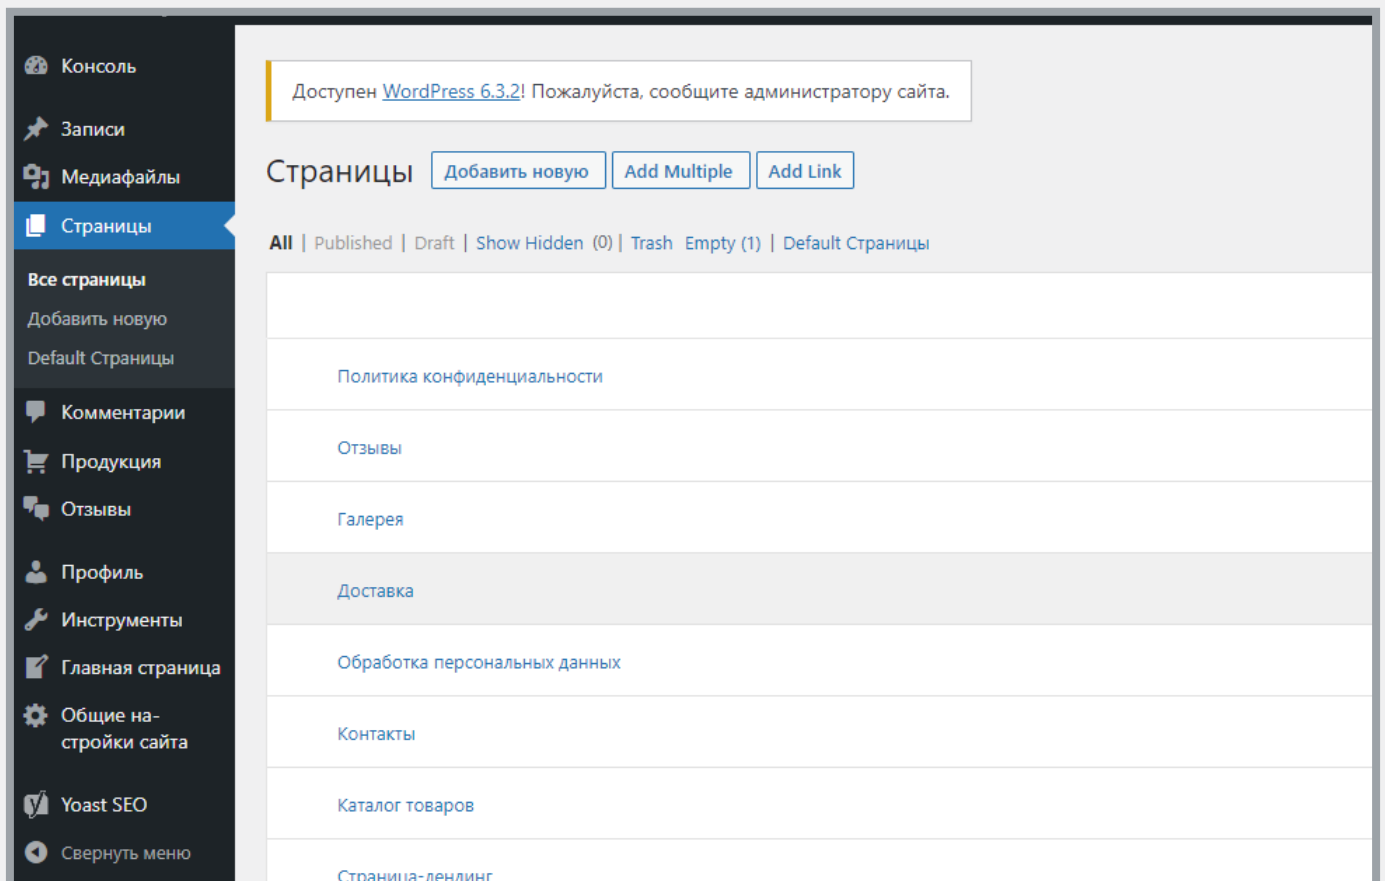 Консоль
Записи
Медиафайлы
Страницы
Все страницы
Добавить новую
Default Страницы
Комментарии
Продукция
Отзывы
Профиль
Инструменты
Главная страница
Общие на-
стройки сайта
Yoast SEO
Свернуть меню
Доступен WordPress 6.3.2! Пожалуйста, сообщите администратору сайта.
Страницы Добавить новую Add Multiple Add Link
All | Published | Draft | Show Hidden (0) | Trash Empty (1) | Default Страницы
Политика конфиденциальности
Отзывы
Галерея
Доставка
Обработка персональных данных
Контакты
Каталог товаров
Страница-лендинг